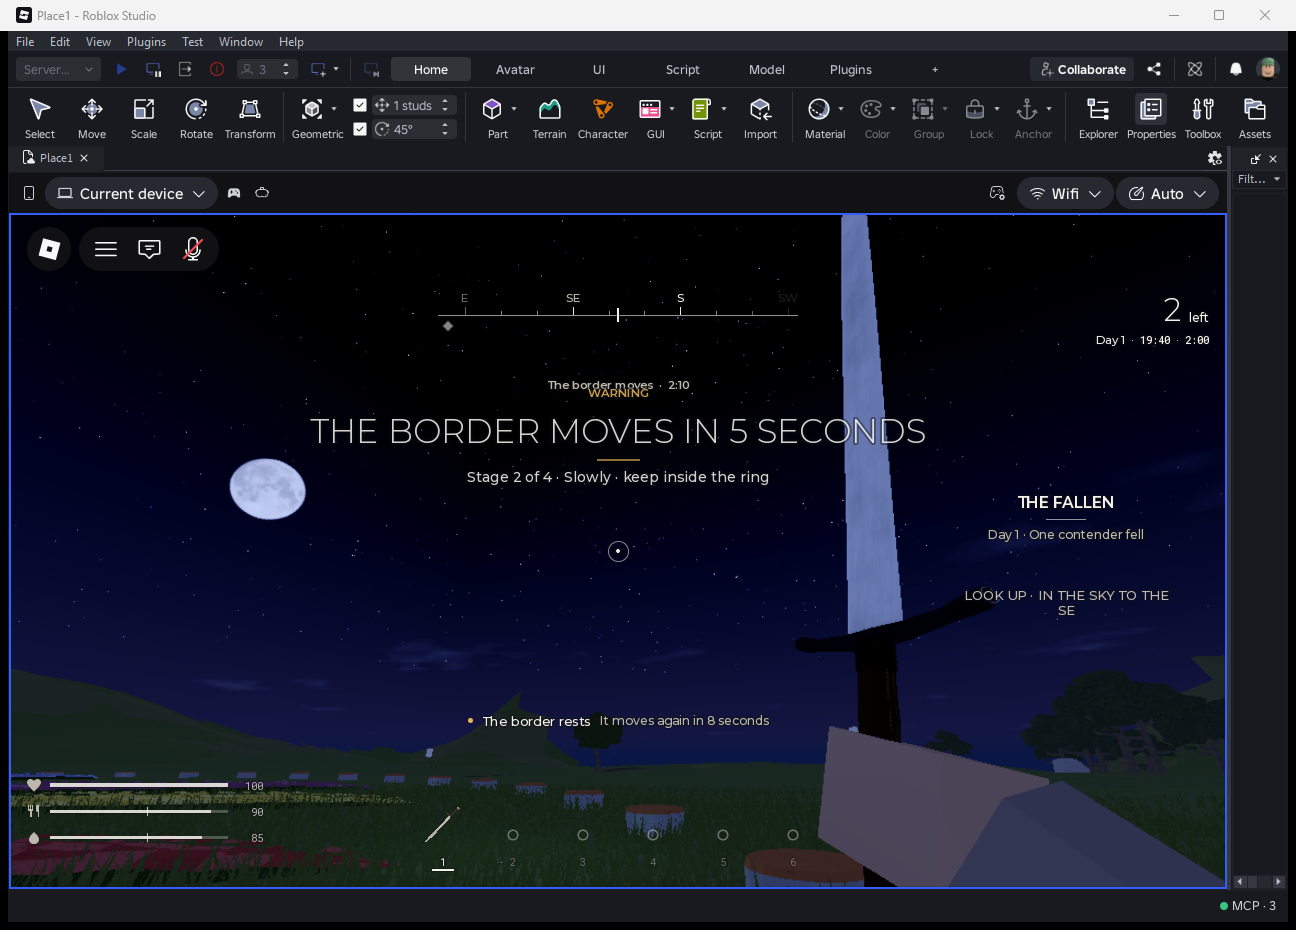 Place1 - Roblox Studio
File Edit View Plugins Test Window Help
Server... 3 Home Avatar UI Script Model Plugins + Collaborate
1 studs
45°
Select Move Scale Rotate Transform Geometric Part Terrain Character GUI Script Import Material Color Group Lock Anchor Explorer Properties Toolbox Assets
Place1
Current device Wifi Auto
Filt...
E SE S SW
2 left
Day 1 · 19:40 · 2:00
The border moves · 2:10
WARNING
THE BORDER MOVES IN 5 SECONDS
Stage 2 of 4 · Slowly · keep inside the ring
THE FALLEN
Day 1 · One contender fell
LOOK UP · IN THE SKY TO THE
SE
The border rests It moves again in 8 seconds
100
90
85
1 2 3 4 5 6
MCP · 3